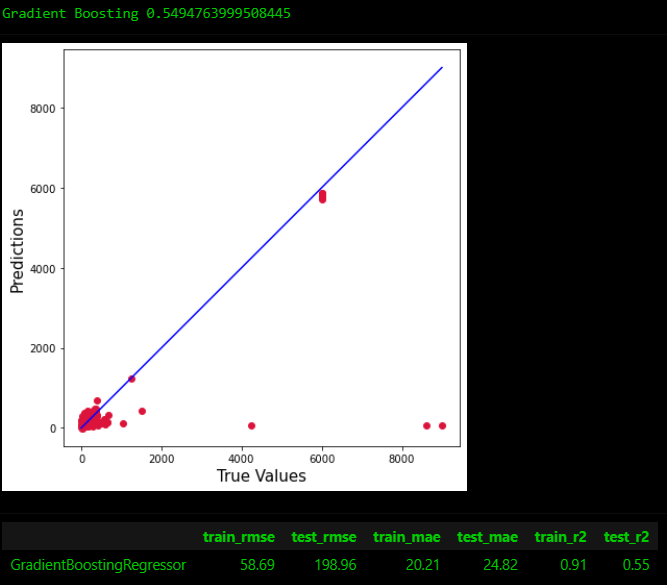 Gradient Boosting 0.5494763999508445
8000
6000
4000
2000
0
Predictions
0 2000 4000 6000 8000
True Values
train_rmse test_rmse train_mae test_mae train_r2 test_r2
GradientBoostingRegressor 58.69 198.96 20.21 24.82 0.91 0.55